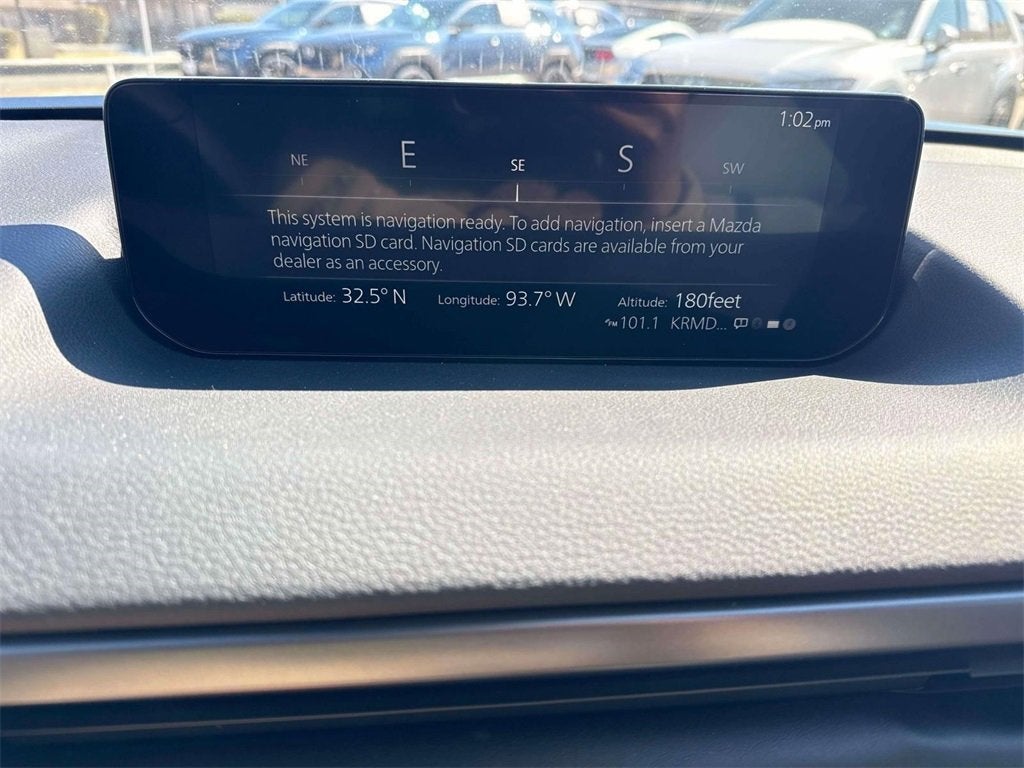 1:02pm
NE E SE S SW
This system is navigation ready. To add navigation, insert a Mazda
navigation SD card. Navigation SD cards are available from your
dealer as an accessory.
Latitude: 32.5° N Longitude: 93.7° W Altitude: 180feet
FM 101.1 KRMD...